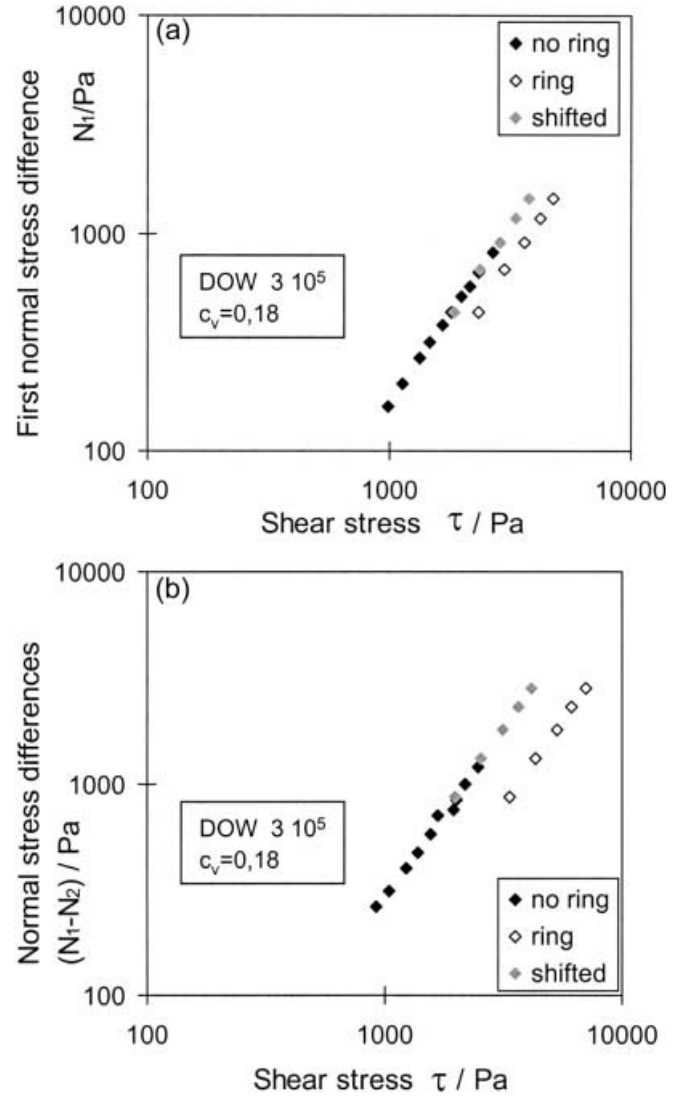 (a)
10000
First normal stress difference
N₁/Pa
1000
100
no ring
ring
shifted
DOW 3 10⁵
cᵥ=0,18
100 1000 10000
Shear stress τ / Pa
(b)
10000
Normal stress differences
(N₁-N₂) / Pa
1000
100
DOW 3 10⁵
cᵥ=0,18
no ring
ring
shifted
100 1000 10000
Shear stress τ / Pa